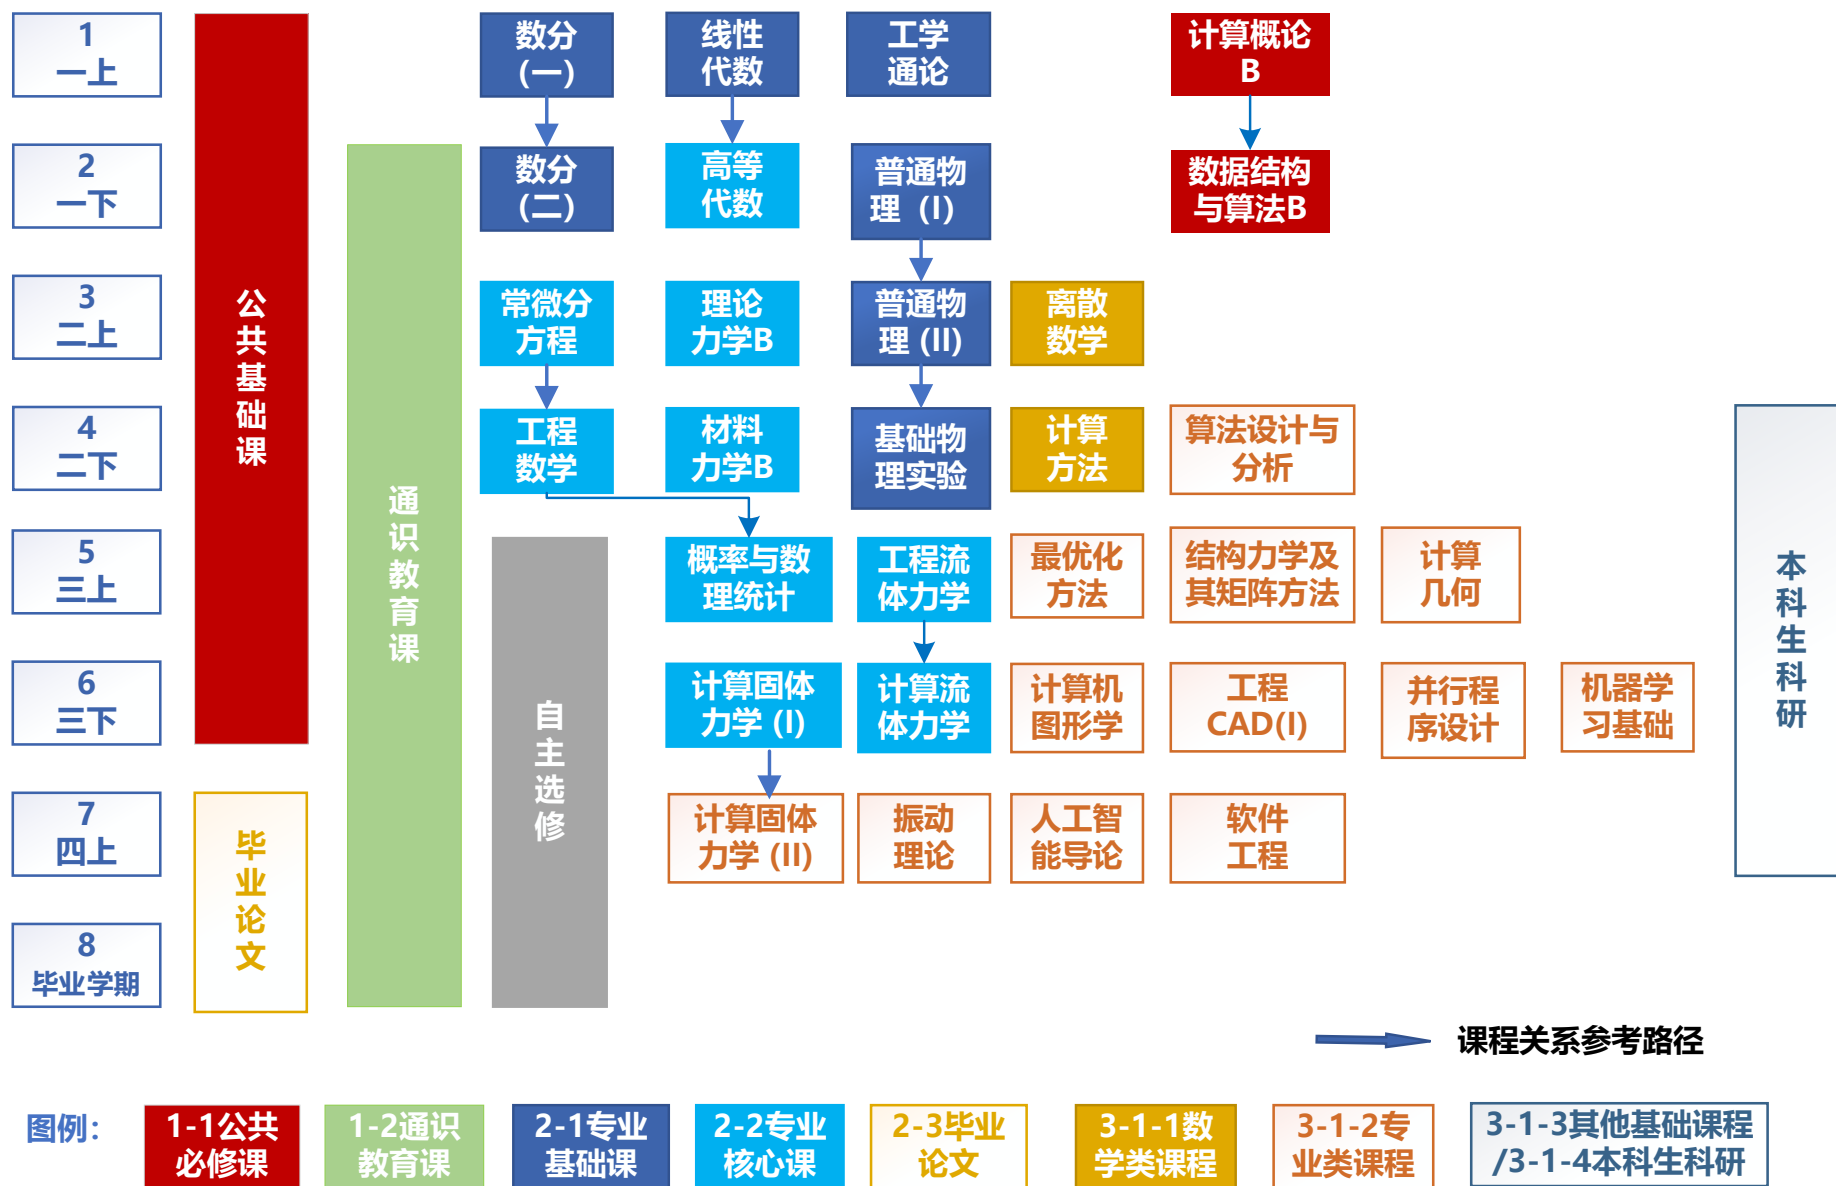 1
一上
数分
(一)
线性
代数
工学
通论
计算概论
B
2
一下
数分
(二)
高等
代数
普通物
理 (I)
数据结构
与算法B
3
二上
常微分
方程
理论
力学B
普通物
理 (II)
离散
数学
4
二下
工程
数学
材料
力学B
基础物
理实验
计算
方法
算法设计与
分析
5
三上
概率与数
理统计
工程流
体力学
最优化
方法
结构力学及
其矩阵方法
计算
几何
6
三下
计算固体
力学 (I)
计算流
体力学
计算机
图形学
工程
CAD(I)
并行程
序设计
机器学
习基础
7
四上
计算固体
力学 (II)
振动
理论
人工智
能导论
软件
工程
8
毕业学期
公共基础课
毕业论文
通识教育课
自主选修
本科生科研
课程关系参考路径
图例：
1-1公共
必修课
1-2通识
教育课
2-1专业
基础课
2-2专业
核心课
2-3毕业
论文
3-1-1数
学类课程
3-1-2专
业类课程
3-1-3其他基础课程
/3-1-4本科生科研